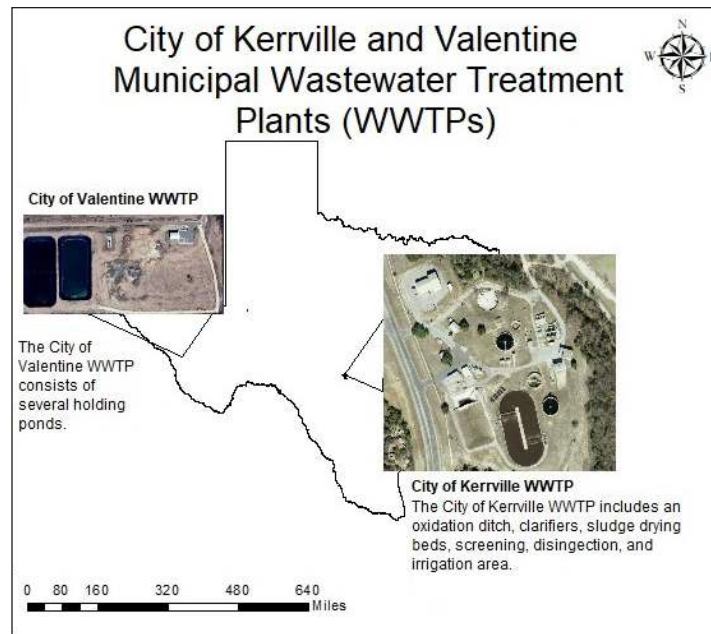 City of Kerrville and Valentine
Municipal Wastewater Treatment
Plants (WWTPs)
N
W
S
City of Valentine WWTP
The City of
Valentine WWTP
consists of
several holding
ponds.
City of Kerrville WWTP
The City of Kerrville WWTP includes an
oxidation ditch, clarifiers, sludge drying
beds, screening, disingection, and
irrigation area.
0 80 160 320 480 640
Miles